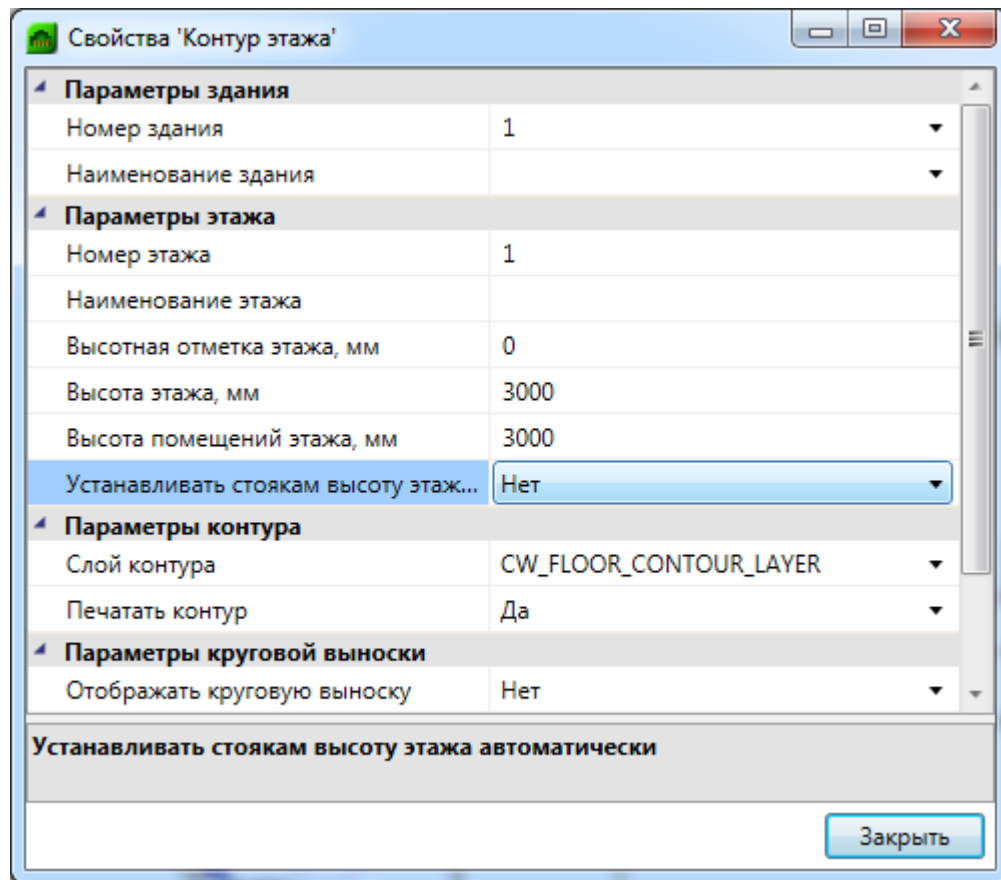 Свойства 'Контур этажа'
Параметры здания
Номер здания 1
Наименование здания
Параметры этажа
Номер этажа 1
Наименование этажа
Высотная отметка этажа, мм 0
Высота этажа, мм 3000
Высота помещений этажа, мм 3000
Устанавливать стоякам высоту этаж... Нет
Параметры контура
Слой контура CW_FLOOR_CONTOUR_LAYER
Печатать контур Да
Параметры круговой выноски
Отображать круговую выноску Нет
Устанавливать стоякам высоту этажа автоматически
Закрыть